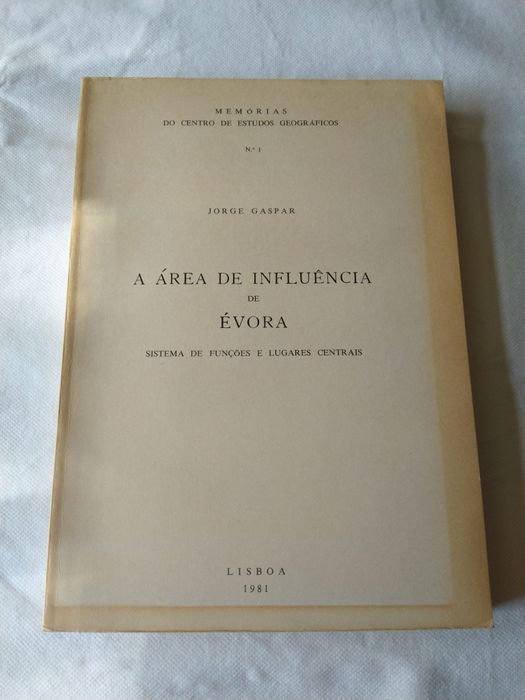 MEMÓRIAS
DO CENTRO DE ESTUDOS GEOGRÁFICOS
N.º 1
JORGE GASPAR
A ÁREA DE INFLUÊNCIA
DE
ÉVORA
SISTEMA DE FUNÇÕES E LUGARES CENTRAIS
LISBOA
1981